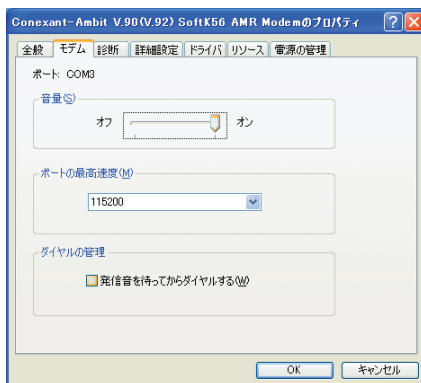 Conexant-Ambit V.90(V.92) SoftK56 AMR Modemのプロパティ
全般 モデム 診断 詳細設定 ドライバ リソース 電源の管理
ポート: COM3
音量(S)
オフ オン
ポートの最高速度(M)
115200
ダイヤルの管理
発信音を待ってからダイヤルする(W)
OK キャンセル